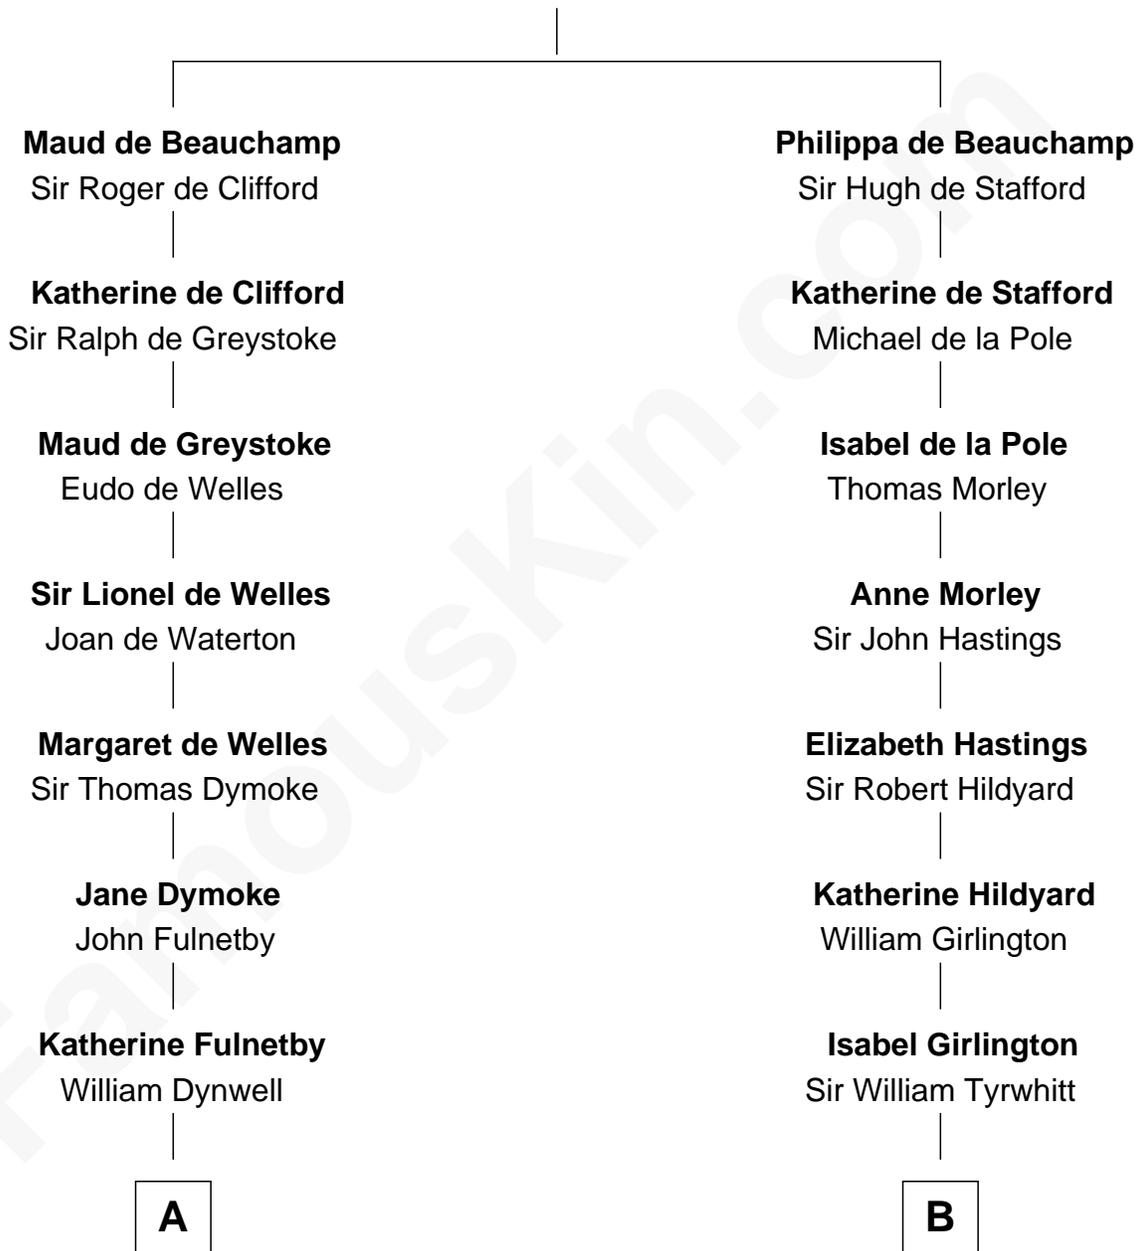 Maud de Beauchamp
Sir Roger de Clifford
Katherine de Clifford
Sir Ralph de Greystoke
Maud de Greystoke
Eudo de Welles
Sir Lionel de Welles
Joan de Waterton
Margaret de Welles
Sir Thomas Dymoke
Jane Dymoke
John Fulnetby
Katherine Fulnetby
William Dynwell
A
Philippa de Beauchamp
Sir Hugh de Stafford
Katherine de Stafford
Michael de la Pole
Isabel de la Pole
Thomas Morley
Anne Morley
Sir John Hastings
Elizabeth Hastings
Sir Robert Hildyard
Katherine Hildyard
William Girlington
Isabel Girlington
Sir William Tyrwhitt
B
FamousKin.com